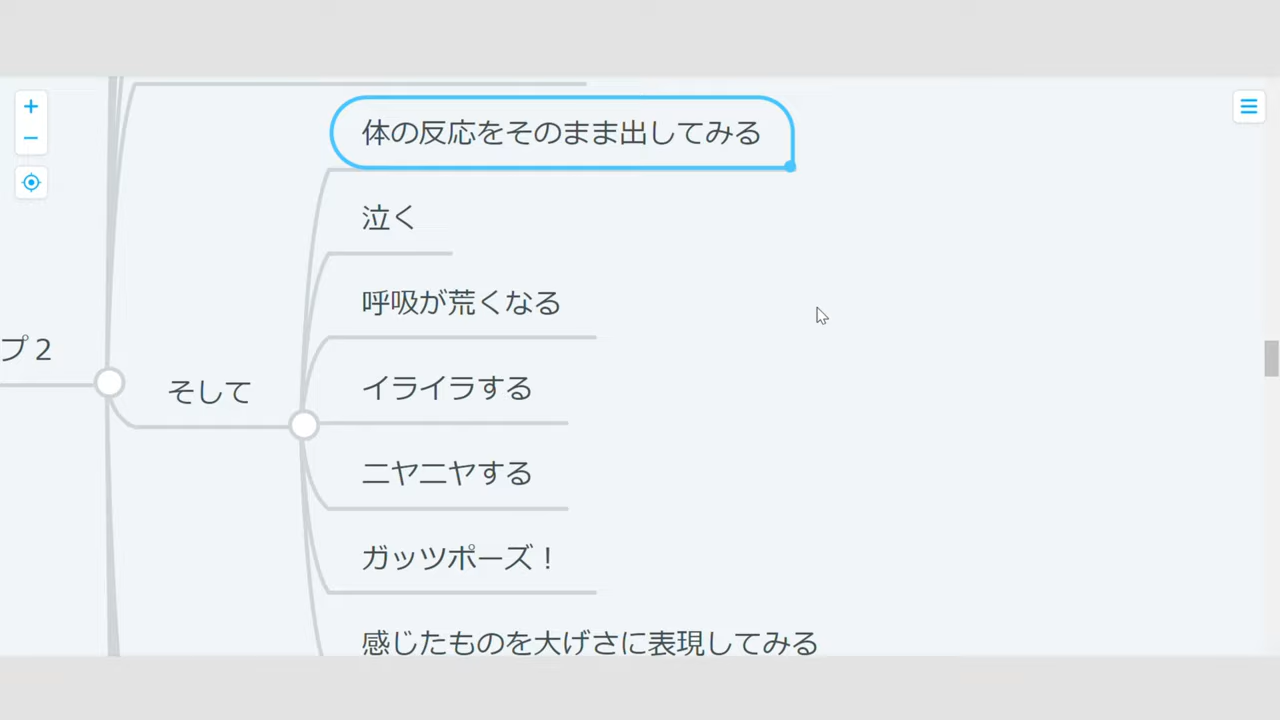 体の反応をそのまま出してみる
泣く
呼吸が荒くなる
プ2
そして
イライラする
ニヤニヤする
ガッツポーズ！
感じたものを大げさに表現してみる